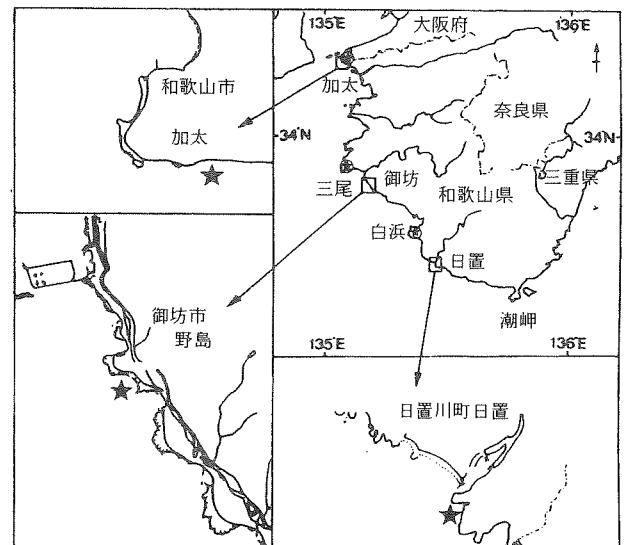 135°E
136°E
大阪府
和歌山市
加太
加太
奈良県
34°N
34°N
三尾
御坊
和歌山県
三重県
白浜
日置
潮岬
135°E
136°E
御坊市
野島
日置川町日置